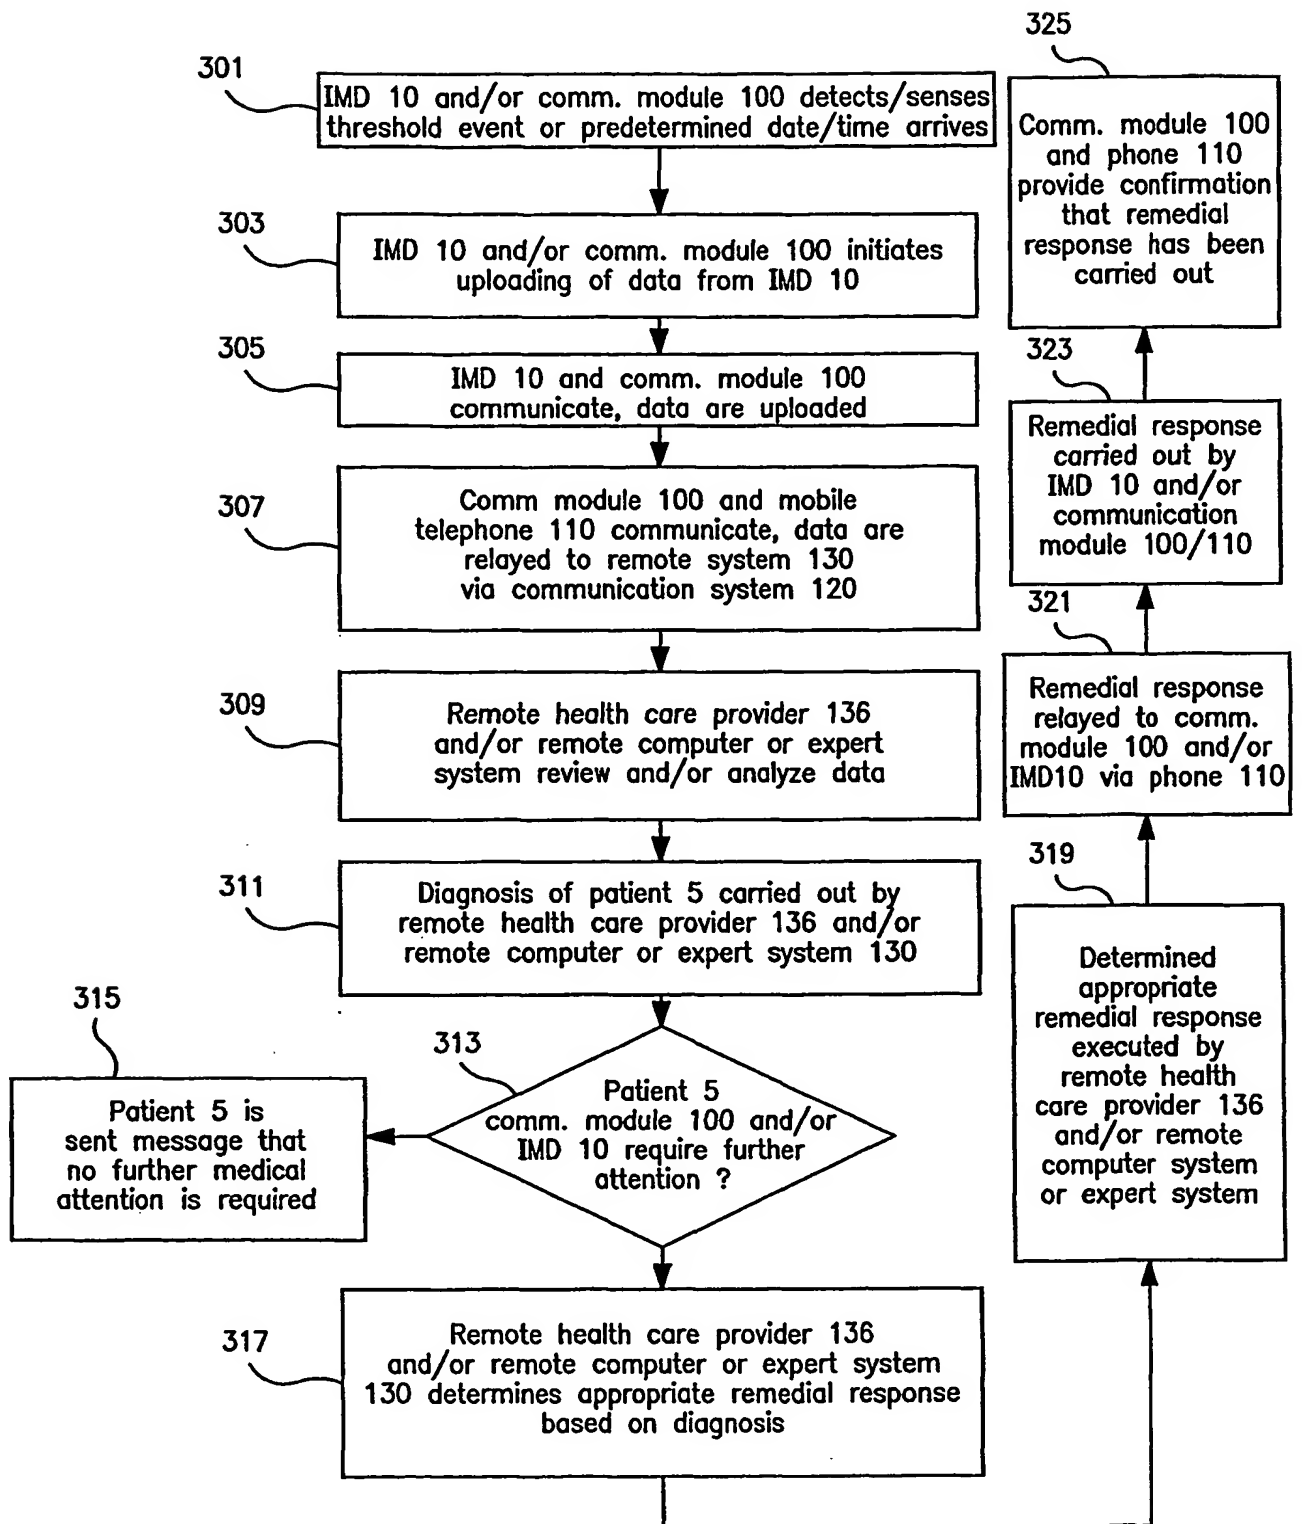 301
IMD 10 and/or comm. module 100 detects/senses
threshold event or predetermined date/time arrives
303
IMD 10 and/or comm. module 100 initiates
uploading of data from IMD 10
305
IMD 10 and comm. module 100
communicate, data are uploaded
307
Comm module 100 and mobile
telephone 110 communicate, data are
relayed to remote system 130
via communication system 120
309
Remote health care provider 136
and/or remote computer or expert
system review and/or analyze data
311
Diagnosis of patient 5 carried out by
remote health care provider 136 and/or
remote computer or expert system 130
313
Patient 5
comm. module 100 and/or
IMD 10 require further
attention ?
315
Patient 5 is
sent message that
no further medical
attention is required
317
Remote health care provider 136
and/or remote computer or expert system
130 determines appropriate remedial response
based on diagnosis
319
Determined
appropriate
remedial response
executed by
remote health
care provider 136
and/or remote
computer system
or expert system
321
Remedial response
relayed to comm.
module 100 and/or
IMD10 via phone 110
323
Remedial response
carried out by
IMD 10 and/or
communication
module 100/110
325
Comm. module 100
and phone 110
provide confirmation
that remedial
response has been
carried out